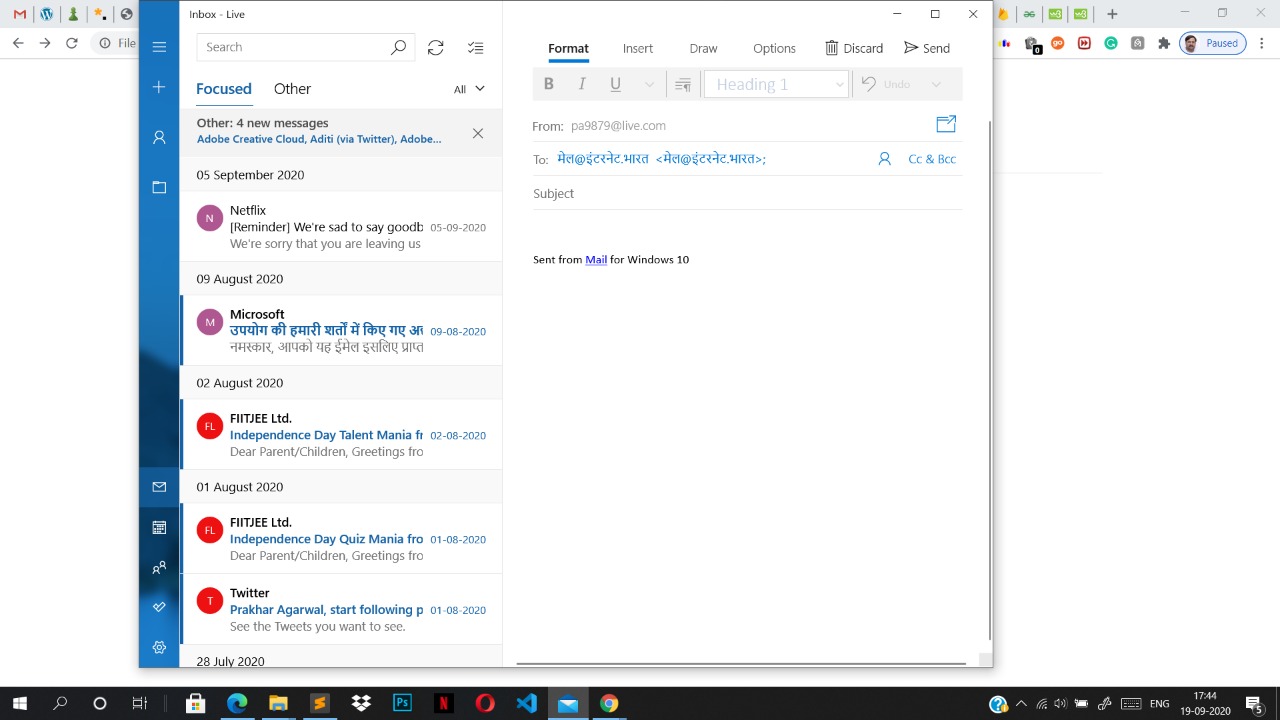 Inbox - Live
File
Paused
Search
Focused
Other
All
Other: 4 new messages
Adobe Creative Cloud, Aditi (via Twitter), Adobe...
05 September 2020
N
Netflix
[Reminder] We're sad to say goodb
05-09-2020
We're sorry that you are leaving us
09 August 2020
M
Microsoft
उपयोग की हमारी शर्तों में किए गए
09-08-2020
नमस्कार, आपको यह ईमेल इसलिए प्राप्त
02 August 2020
FL
FIITJEE Ltd.
Independence Day Talent Mania fr
02-08-2020
Dear Parent/Children, Greetings fro
01 August 2020
FL
FIITJEE Ltd.
Independence Day Quiz Mania fro
01-08-2020
Dear Parent/Children, Greetings fro
T
Twitter
Prakhar Agarwal, start following p
01-08-2020
See the Tweets you want to see.
28 July 2020
Format
Insert
Draw
Options
Discard
Send
B I U
Heading 1
Undo
From: pa9879@live.com
To: मेल@इंटरनेट.भारत <मेल@इंटरनेट.भारत>;
Cc & Bcc
Subject
Sent from Mail for Windows 10
Ps
ENG
17:44
19-09-2020
5